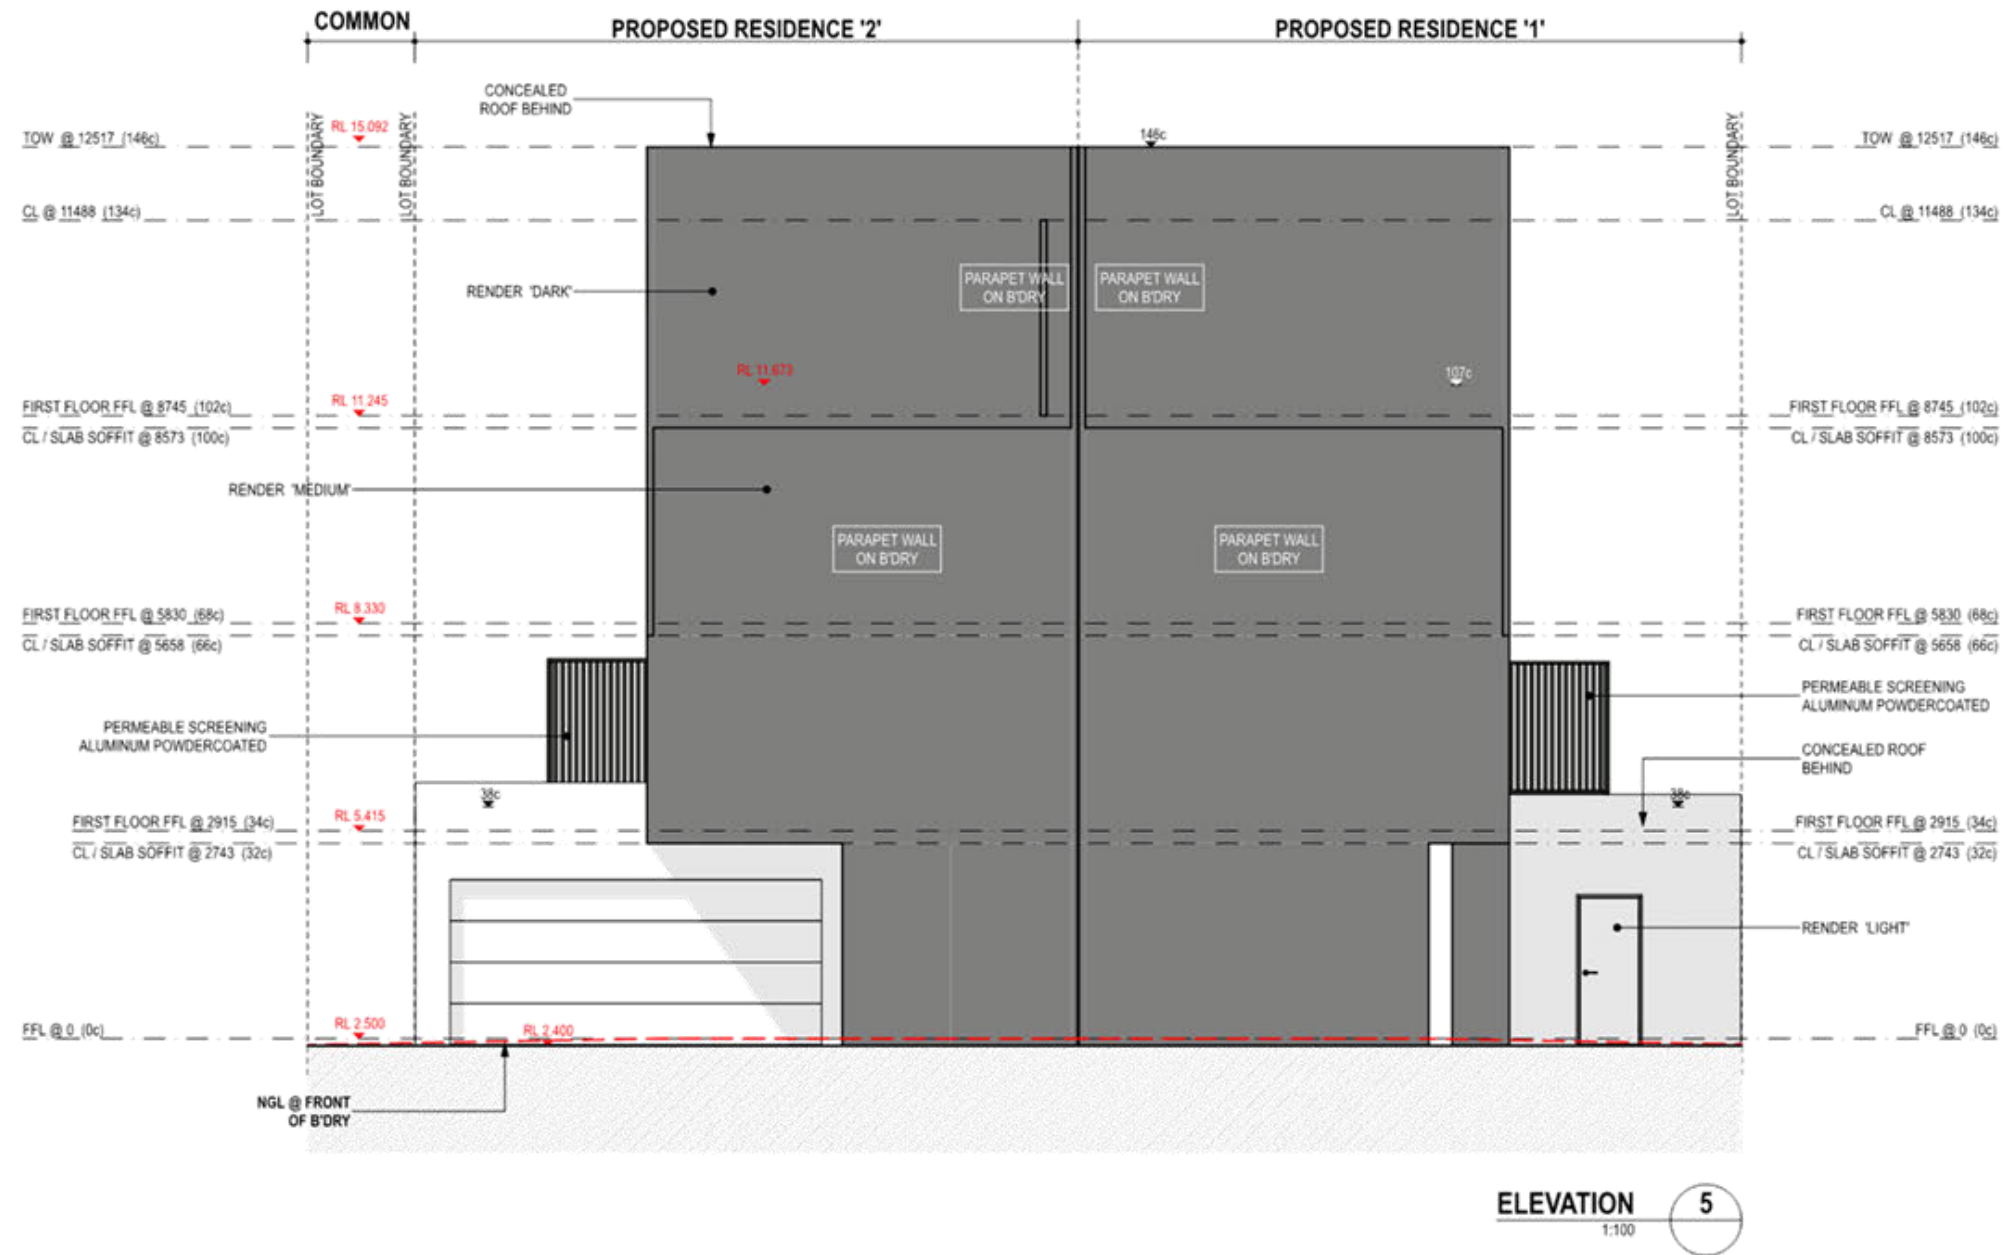 COMMON
PROPOSED RESIDENCE '2'
PROPOSED RESIDENCE '1'
CONCEALED
ROOF BEHIND
LOT BOUNDARY
LOT BOUNDARY
LOT BOUNDARY
TOW @ 12517 (146c)
RL 15.092
146c
TOW @ 12517 (146c)
CL @ 11488 (134c)
CL @ 11488 (134c)
RENDER 'DARK'
PARAPET WALL
ON B'DRY
PARAPET WALL
ON B'DRY
RL 11.673
107c
FIRST FLOOR FFL @ 8745 (102c)
RL 11.245
FIRST FLOOR FFL @ 8745 (102c)
CL / SLAB SOFFIT @ 8573 (100c)
CL / SLAB SOFFIT @ 8573 (100c)
RENDER 'MEDIUM'
PARAPET WALL
ON B'DRY
PARAPET WALL
ON B'DRY
FIRST FLOOR FFL @ 5830 (68c)
RL 8.330
FIRST FLOOR FFL @ 5830 (68c)
CL / SLAB SOFFIT @ 5658 (66c)
CL / SLAB SOFFIT @ 5658 (66c)
PERMEABLE SCREENING
ALUMINUM POWDERCOATED
PERMEABLE SCREENING
ALUMINUM POWDERCOATED
CONCEALED ROOF
BEHIND
38c
38c
FIRST FLOOR FFL @ 2915 (34c)
RL 5.415
FIRST FLOOR FFL @ 2915 (34c)
CL / SLAB SOFFIT @ 2743 (32c)
CL / SLAB SOFFIT @ 2743 (32c)
RENDER 'LIGHT'
FFL @ 0 (0c)
RL 2.500
RL 2.400
FFL @ 0 (0c)
NGL @ FRONT
OF B'DRY
ELEVATION
5
1:100